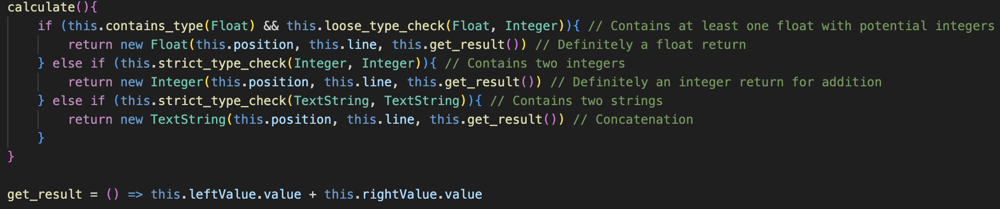 calculate(){
    if (this.contains_type(Float) && this.loose_type_check(Float, Integer)){ // Contains at least one float with potential integers
        return new Float(this.position, this.line, this.get_result()) // Definitely a float return
    } else if (this.strict_type_check(Integer, Integer)){ // Contains two integers
        return new Integer(this.position, this.line, this.get_result()) // Definitely an integer return for addition
    } else if (this.strict_type_check(TextString, TextString)){ // Contains two strings
        return new TextString(this.position, this.line, this.get_result()) // Concatenation
    }
}
get_result = () => this.leftValue.value + this.rightValue.value